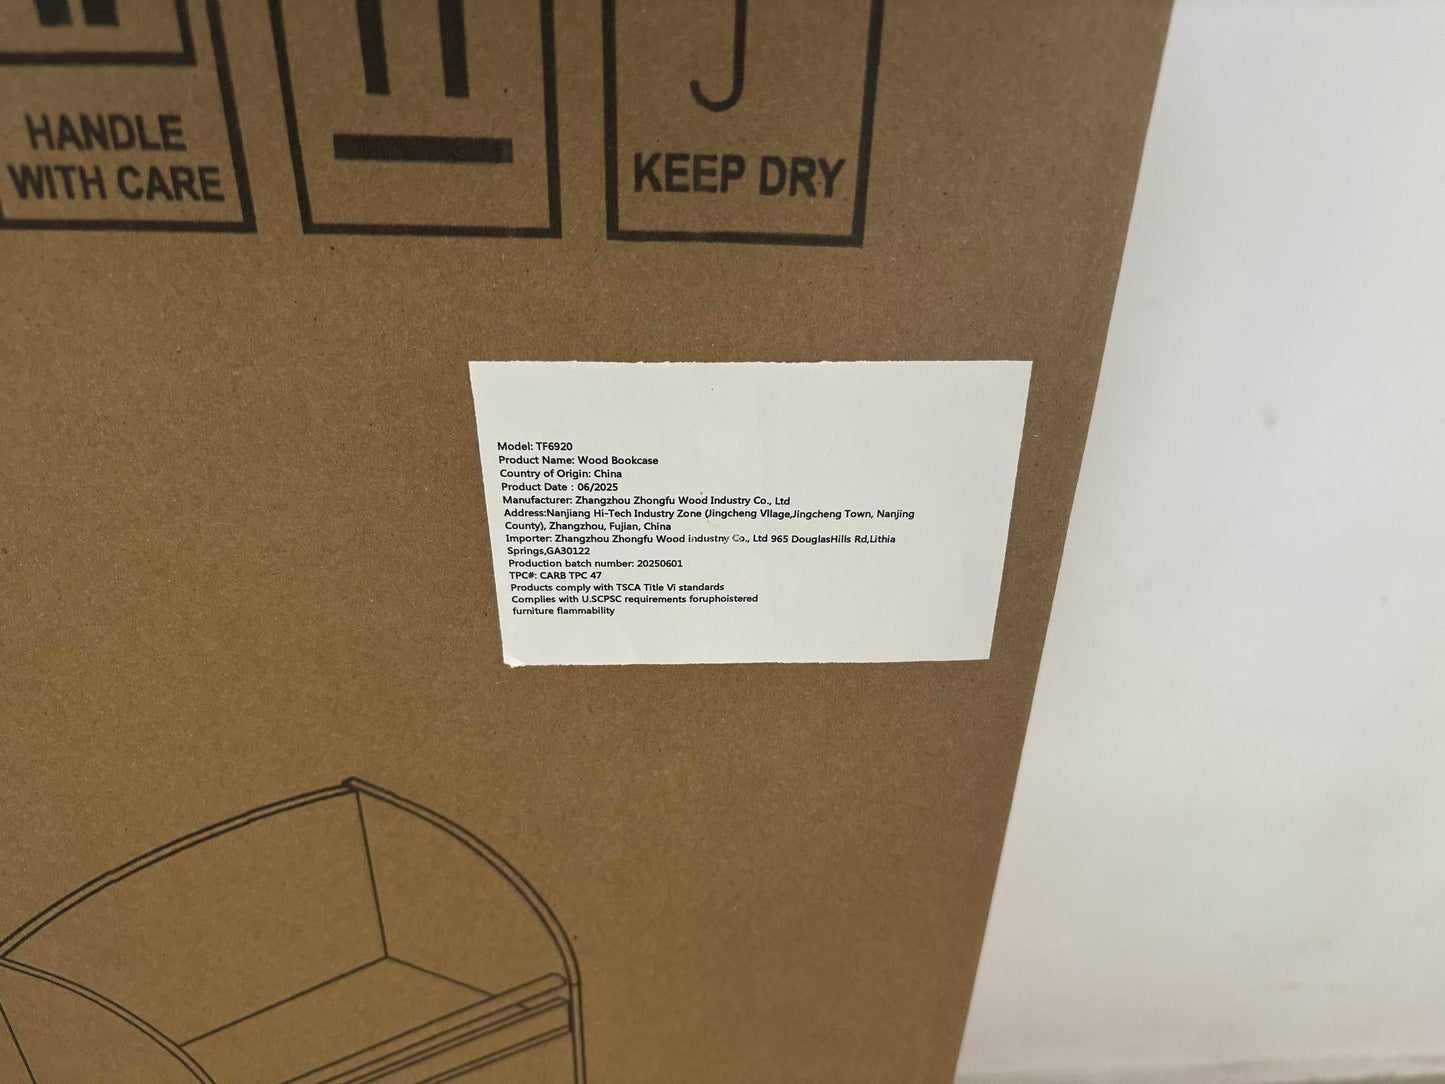 HANDLE
WITH CARE
KEEP DRY
Model: TF6920
Product Name: Wood Bookcase
Country of Origin: China
Product Date : 06/2025
Manufacturer: Zhangzhou Zhongfu Wood Industry Co., Ltd
Address:Nanjiang Hi-Tech Industry Zone (Jingcheng Vllage,Jingcheng Town, Nanjing
County), Zhangzhou, Fujian, China
Importer: Zhangzhou Zhongfu Wood industny Co., Ltd 965 DouglasHills Rd,Lithia
Springs,GA30122
Production batch number: 20250601
TPC#: CARB TPC 47
Products comply with TSCA Title Vi standards
Complies with U.SCPSC requirements foruphoistered
furniture flammability